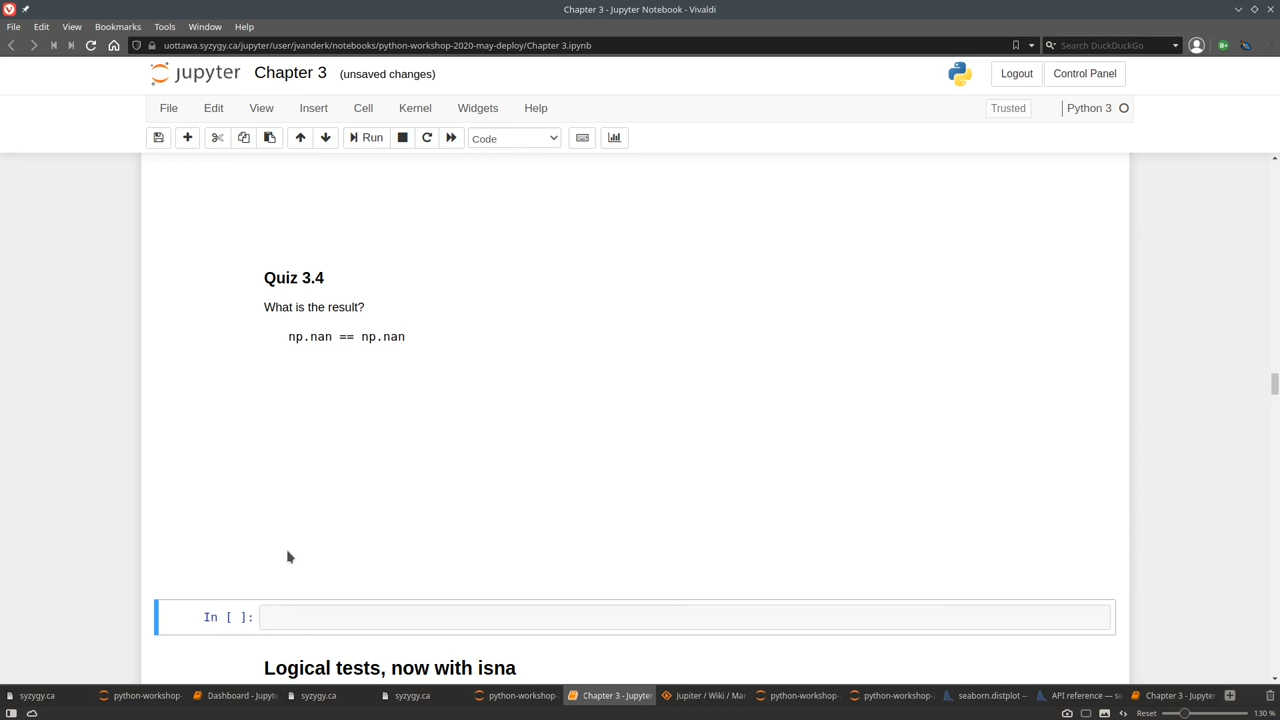 Chapter 3 - Jupyter Notebook - Vivaldi
File Edit View Bookmarks Tools Window Help
uottawa.syzygy.ca/jupyter/user/jvanderk/notebooks/python-workshop-2020-may-deploy/Chapter 3.ipynb
Search DuckDuckGo
jupyter Chapter 3 (unsaved changes)
Logout Control Panel
File Edit View Insert Cell Kernel Widgets Help
Trusted Python 3
Run Code
Quiz 3.4
What is the result?
np.nan == np.nan
In [ ]:
Logical tests, now with isna
syzygy.ca python-workshop- Dashboard - Jupyte syzygy.ca syzygy.ca python-workshop- Chapter 3 - Jupyter Jupiter / Wiki / Ma python-workshop- python-workshop- seaborn.distplot — API reference — se Chapter 3 - Jupyter
Reset 130 %